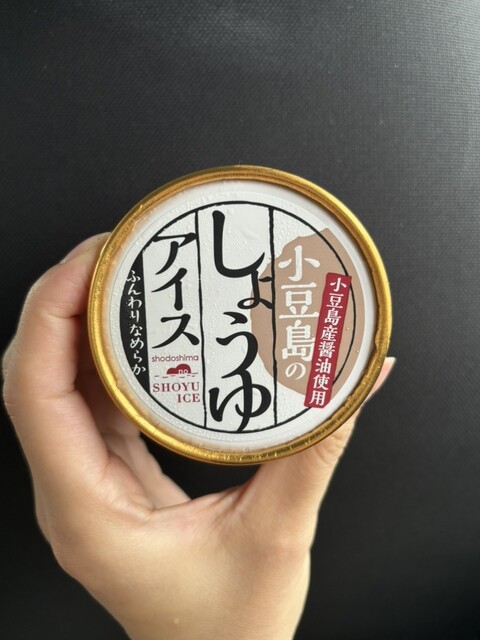 小豆島産醤油使用
小豆島の
しょうゆ
アイス
ふんわりなめらか
shodoshima
no
SHOYU
ICE